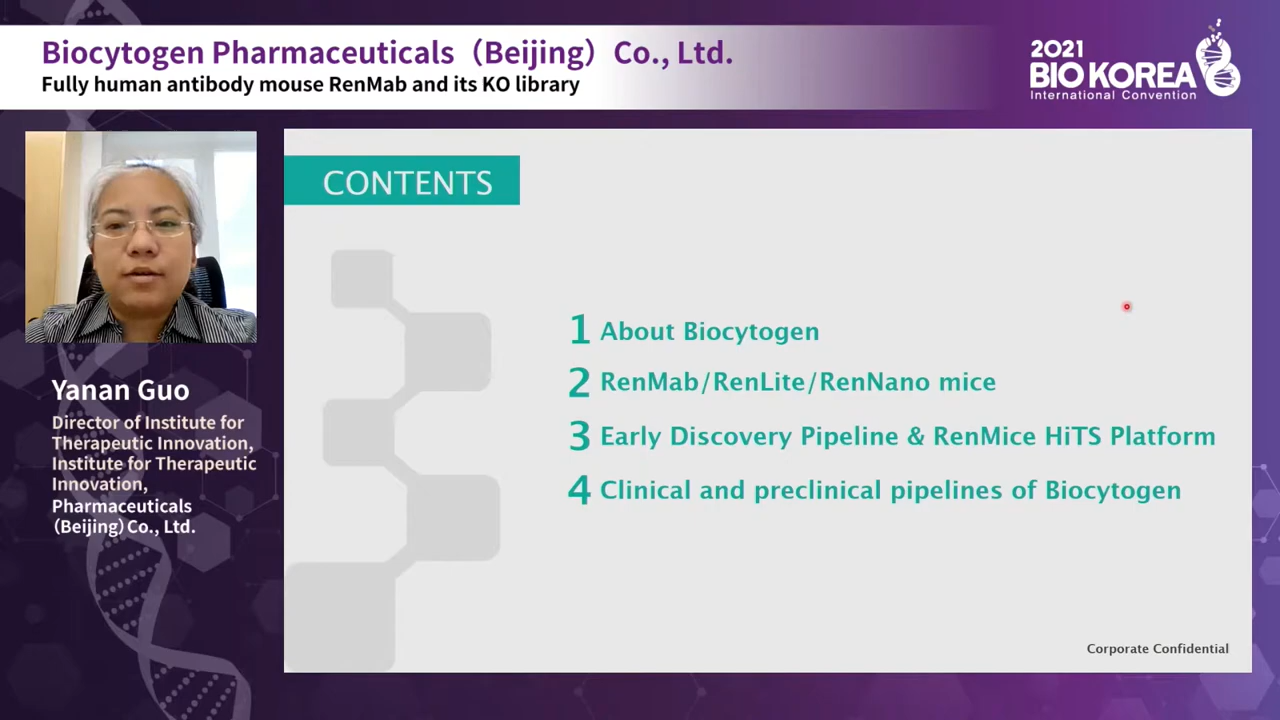 Biocytogen Pharmaceuticals（Beijing）Co., Ltd.
Fully human antibody mouse RenMab and its KO library
2021
BIO KOREA
International Convention
CONTENTS
1 About Biocytogen
2 RenMab/RenLite/RenNano mice
3 Early Discovery Pipeline & RenMice HiTS Platform
4 Clinical and preclinical pipelines of Biocytogen
Corporate Confidential
Yanan Guo
Director of Institute for
Therapeutic Innovation,
Institute for Therapeutic
Innovation,
Pharmaceuticals
（Beijing）Co., Ltd.